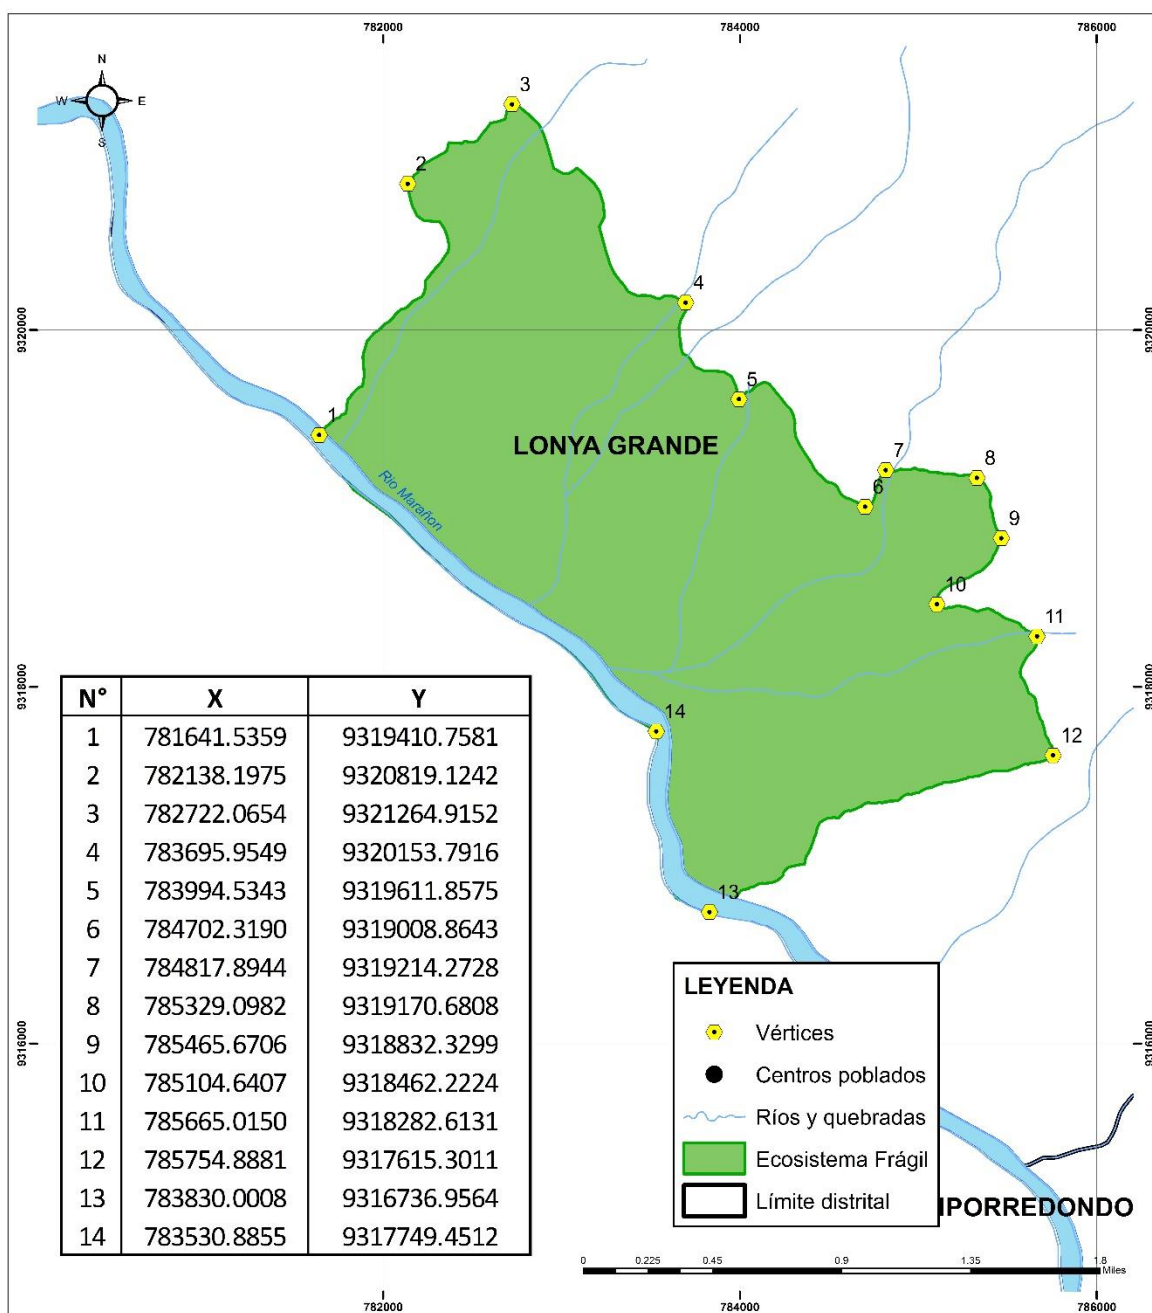 782000 784000 786000
N
W E
S
3
2
4
9320000 9320000
5
1
LONYA GRANDE
7
8
6
Rio Marañon
9
10
11
9318000 9318000
14
12
N° X Y
1 781641.5359 9319410.7581
2 782138.1975 9320819.1242
3 782722.0654 9321264.9152
4 783695.9549 9320153.7916
5 783994.5343 9319611.8575
6 784702.3190 9319008.8643
7 784817.8944 9319214.2728
8 785329.0982 9319170.6808
9 785465.6706 9318832.3299
10 785104.6407 9318462.2224
11 785665.0150 9318282.6131
12 785754.8881 9317615.3011
13 783830.0008 9316736.9564
14 783530.8855 9317749.4512
13
LEYENDA
Vértices
Centros poblados
Ríos y quebradas
Ecosistema Frágil
Límite distrital
9316000 9316000
IPORREDONDO
0 0.225 0.45 0.9 1.35 1.8
Miles
782000 784000 786000